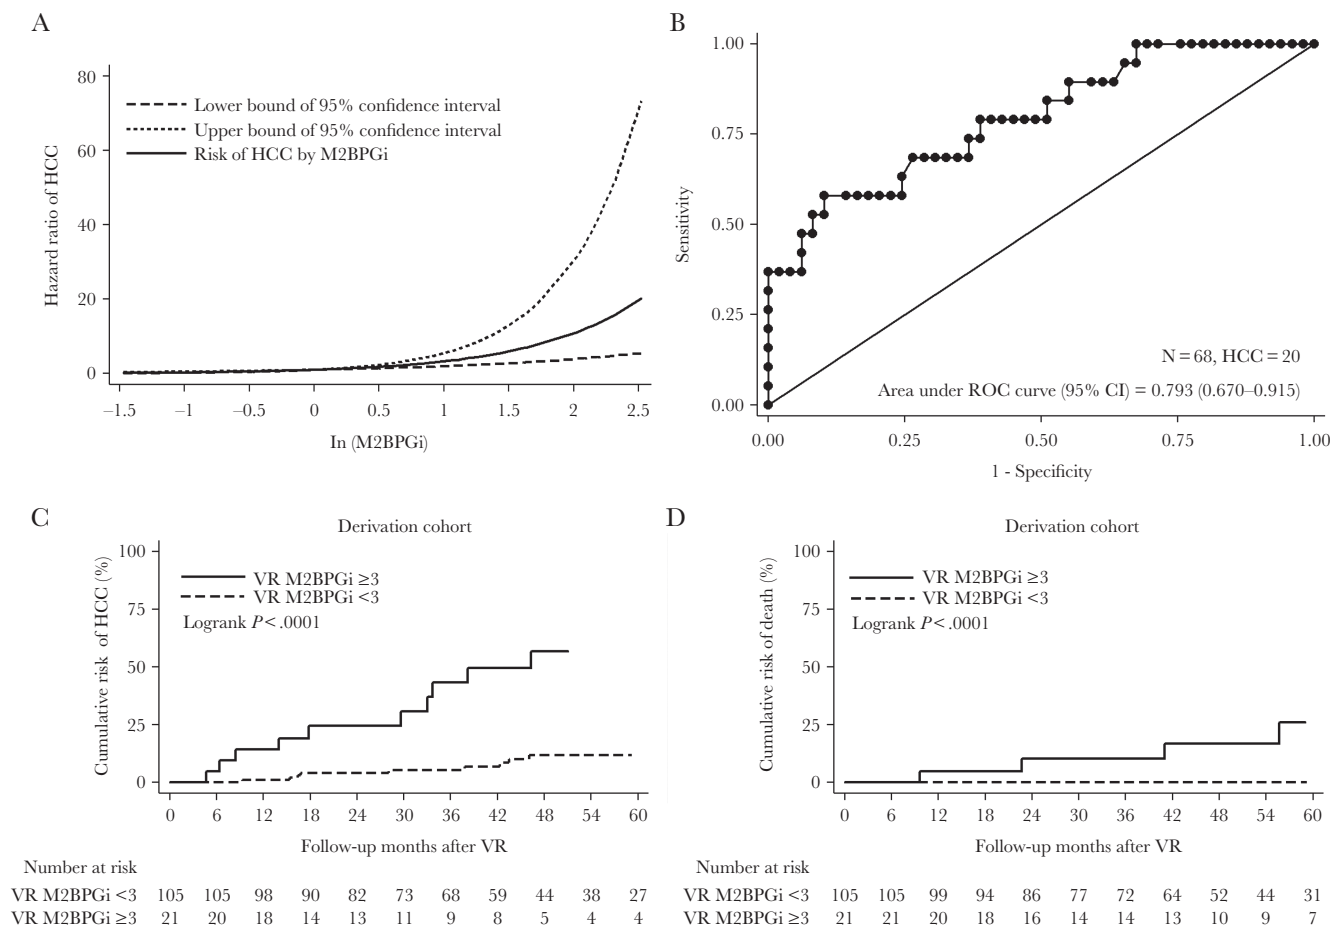 A
80
60
40
20
0
Hazard ratio of HCC
Lower bound of 95% confidence interval
Upper bound of 95% confidence interval
Risk of HCC by M2BPGi
–1.5 –1 –0.5 0 0.5 1 1.5 2 2.5
In (M2BPGi)
B
1.00
0.75
0.50
0.25
0.00
Sensitivity
N = 68, HCC = 20
Area under ROC curve (95% CI) = 0.793 (0.670–0.915)
0.00 0.25 0.50 0.75 1.00
1 - Specificity
C
Derivation cohort
100
75
50
25
0
Cumulative risk of HCC (%)
VR M2BPGi ≥3
VR M2BPGi <3
Logrank P < .0001
0 6 12 18 24 30 36 42 48 54 60
Follow-up months after VR
Number at risk
VR M2BPGi <3 105 105 98 90 82 73 68 59 44 38 27
VR M2BPGi ≥3 21 20 18 14 13 11 9 8 5 4 4
D
Derivation cohort
100
75
50
25
0
Cumulative risk of death (%)
VR M2BPGi ≥3
VR M2BPGi <3
Logrank P < .0001
0 6 12 18 24 30 36 42 48 54 60
Follow-up months after VR
Number at risk
VR M2BPGi <3 105 105 99 94 86 77 72 64 52 44 31
VR M2BPGi ≥3 21 21 20 18 16 14 14 13 10 9 7